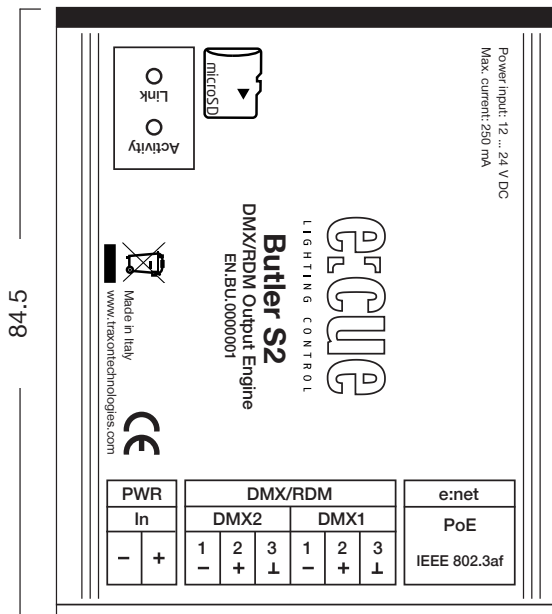 84.5
Link
Activity
microSD
Power input: 12 ... 24 V DC
Max. current: 250 mA
e:cue
LIGHTING CONTROL
Butler S2
DMX/RDM Output Engine
EN.BU.0000001
Made in Italy
www.traxontechnologies.com
CE
PWR
In
– +
DMX/RDM
DMX2 DMX1
1 2 3 1 2 3
– + ⊥ – + ⊥
e:net
PoE
IEEE 802.3af